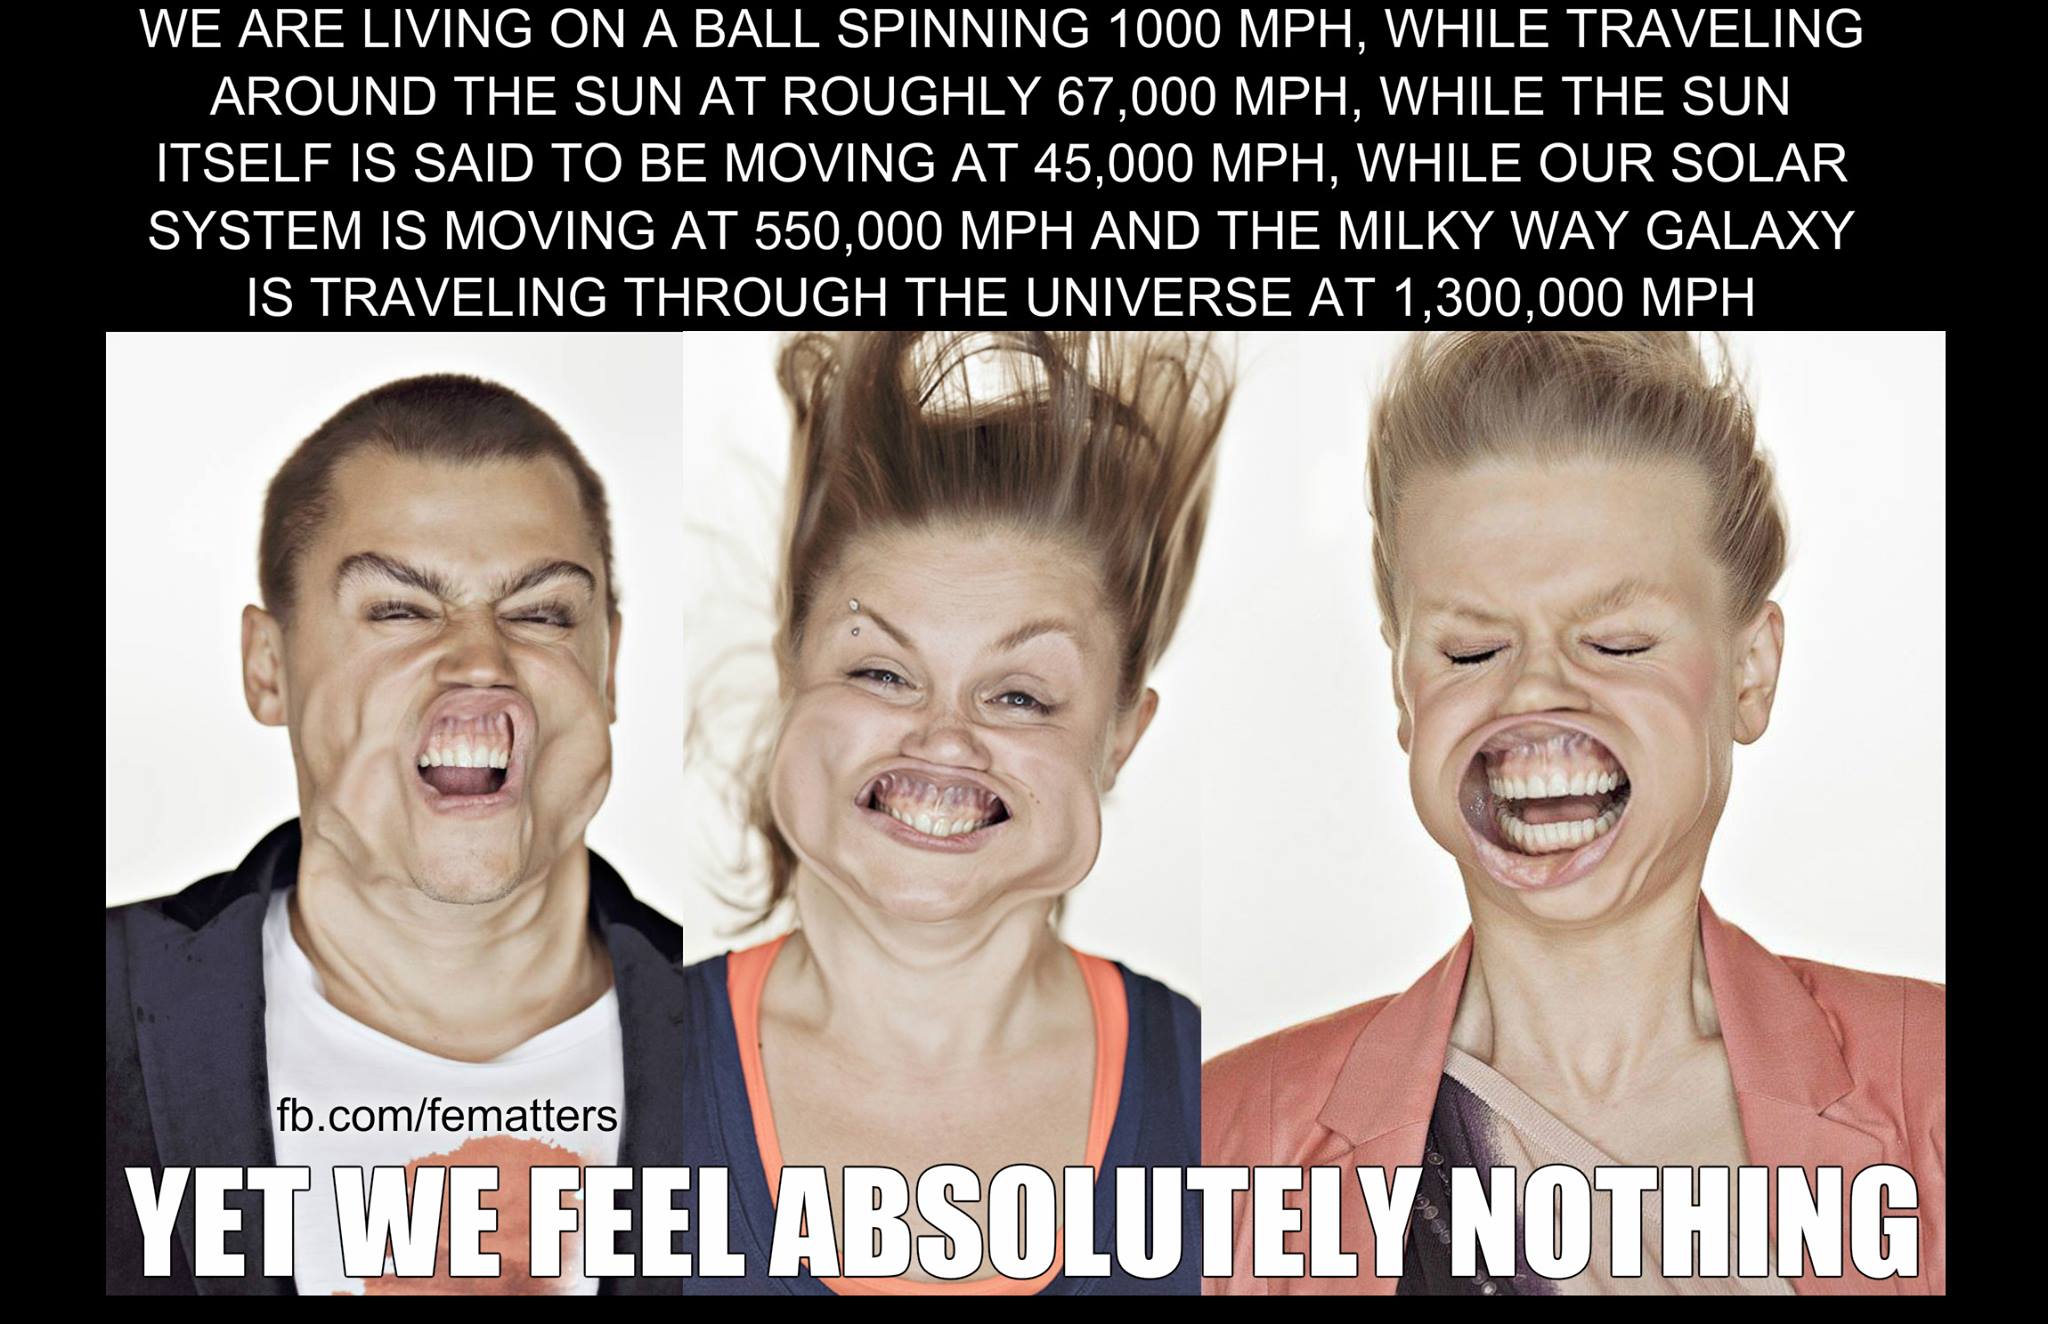 WE ARE LIVING ON A BALL SPINNING 1000 MPH, WHILE TRAVELING
AROUND THE SUN AT ROUGHLY 67,000 MPH, WHILE THE SUN
ITSELF IS SAID TO BE MOVING AT 45,000 MPH, WHILE OUR SOLAR
SYSTEM IS MOVING AT 550,000 MPH AND THE MILKY WAY GALAXY
IS TRAVELING THROUGH THE UNIVERSE AT 1,300,000 MPH
fb.com/fematters
YET WE FEEL ABSOLUTELY NOTHING